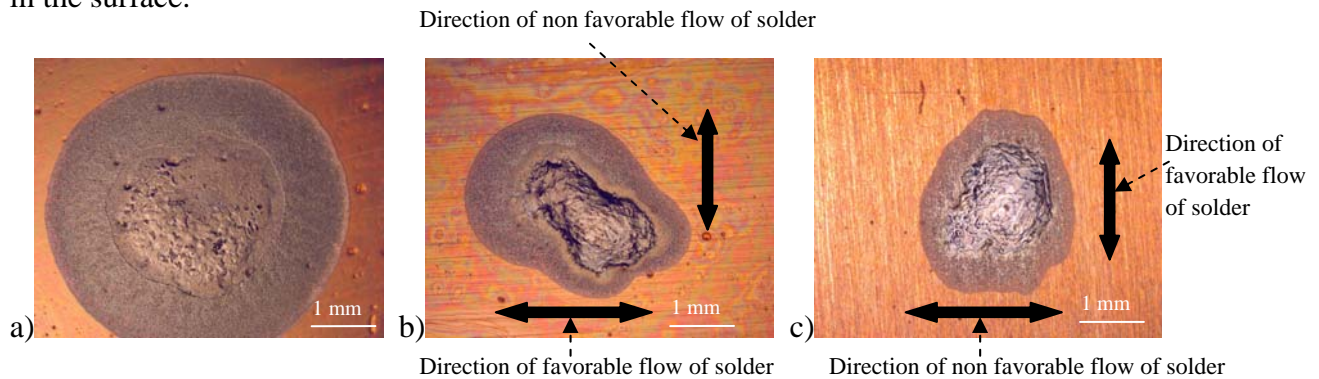 in the surface.
Direction of non favorable flow of solder
Direction of
favorable flow
of solder
1 mm
1 mm
1 mm
a)
b)
c)
Direction of favorable flow of solder
Direction of non favorable flow of solder